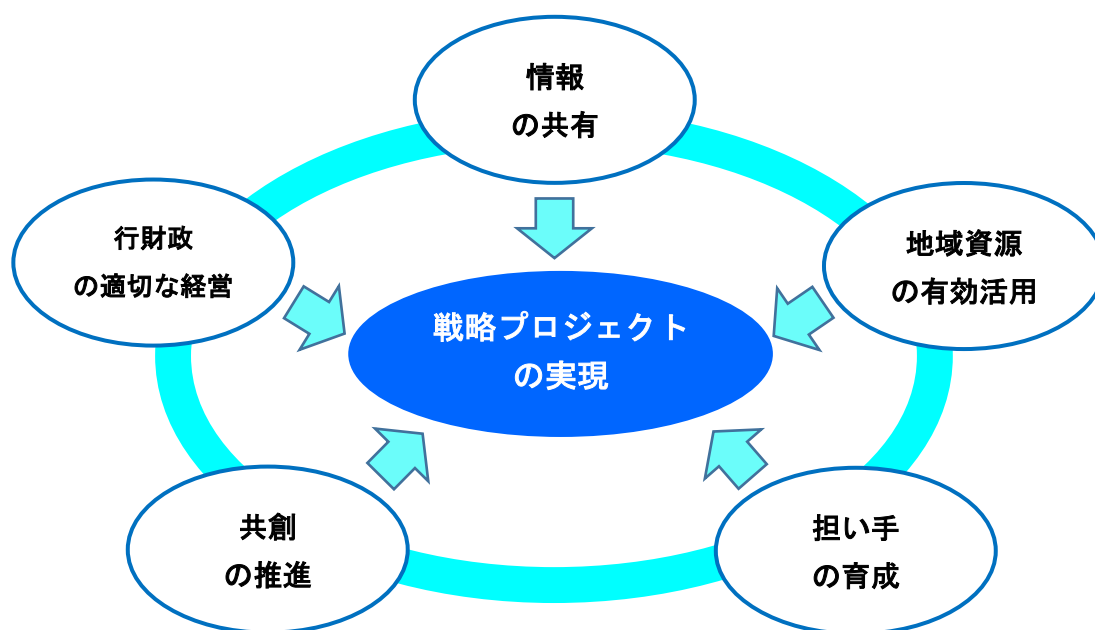 情報
の共有
行財政
の適切な経営
地域資源
の有効活用
戦略プロジェクト
の実現
共創
の推進
担い手
の育成